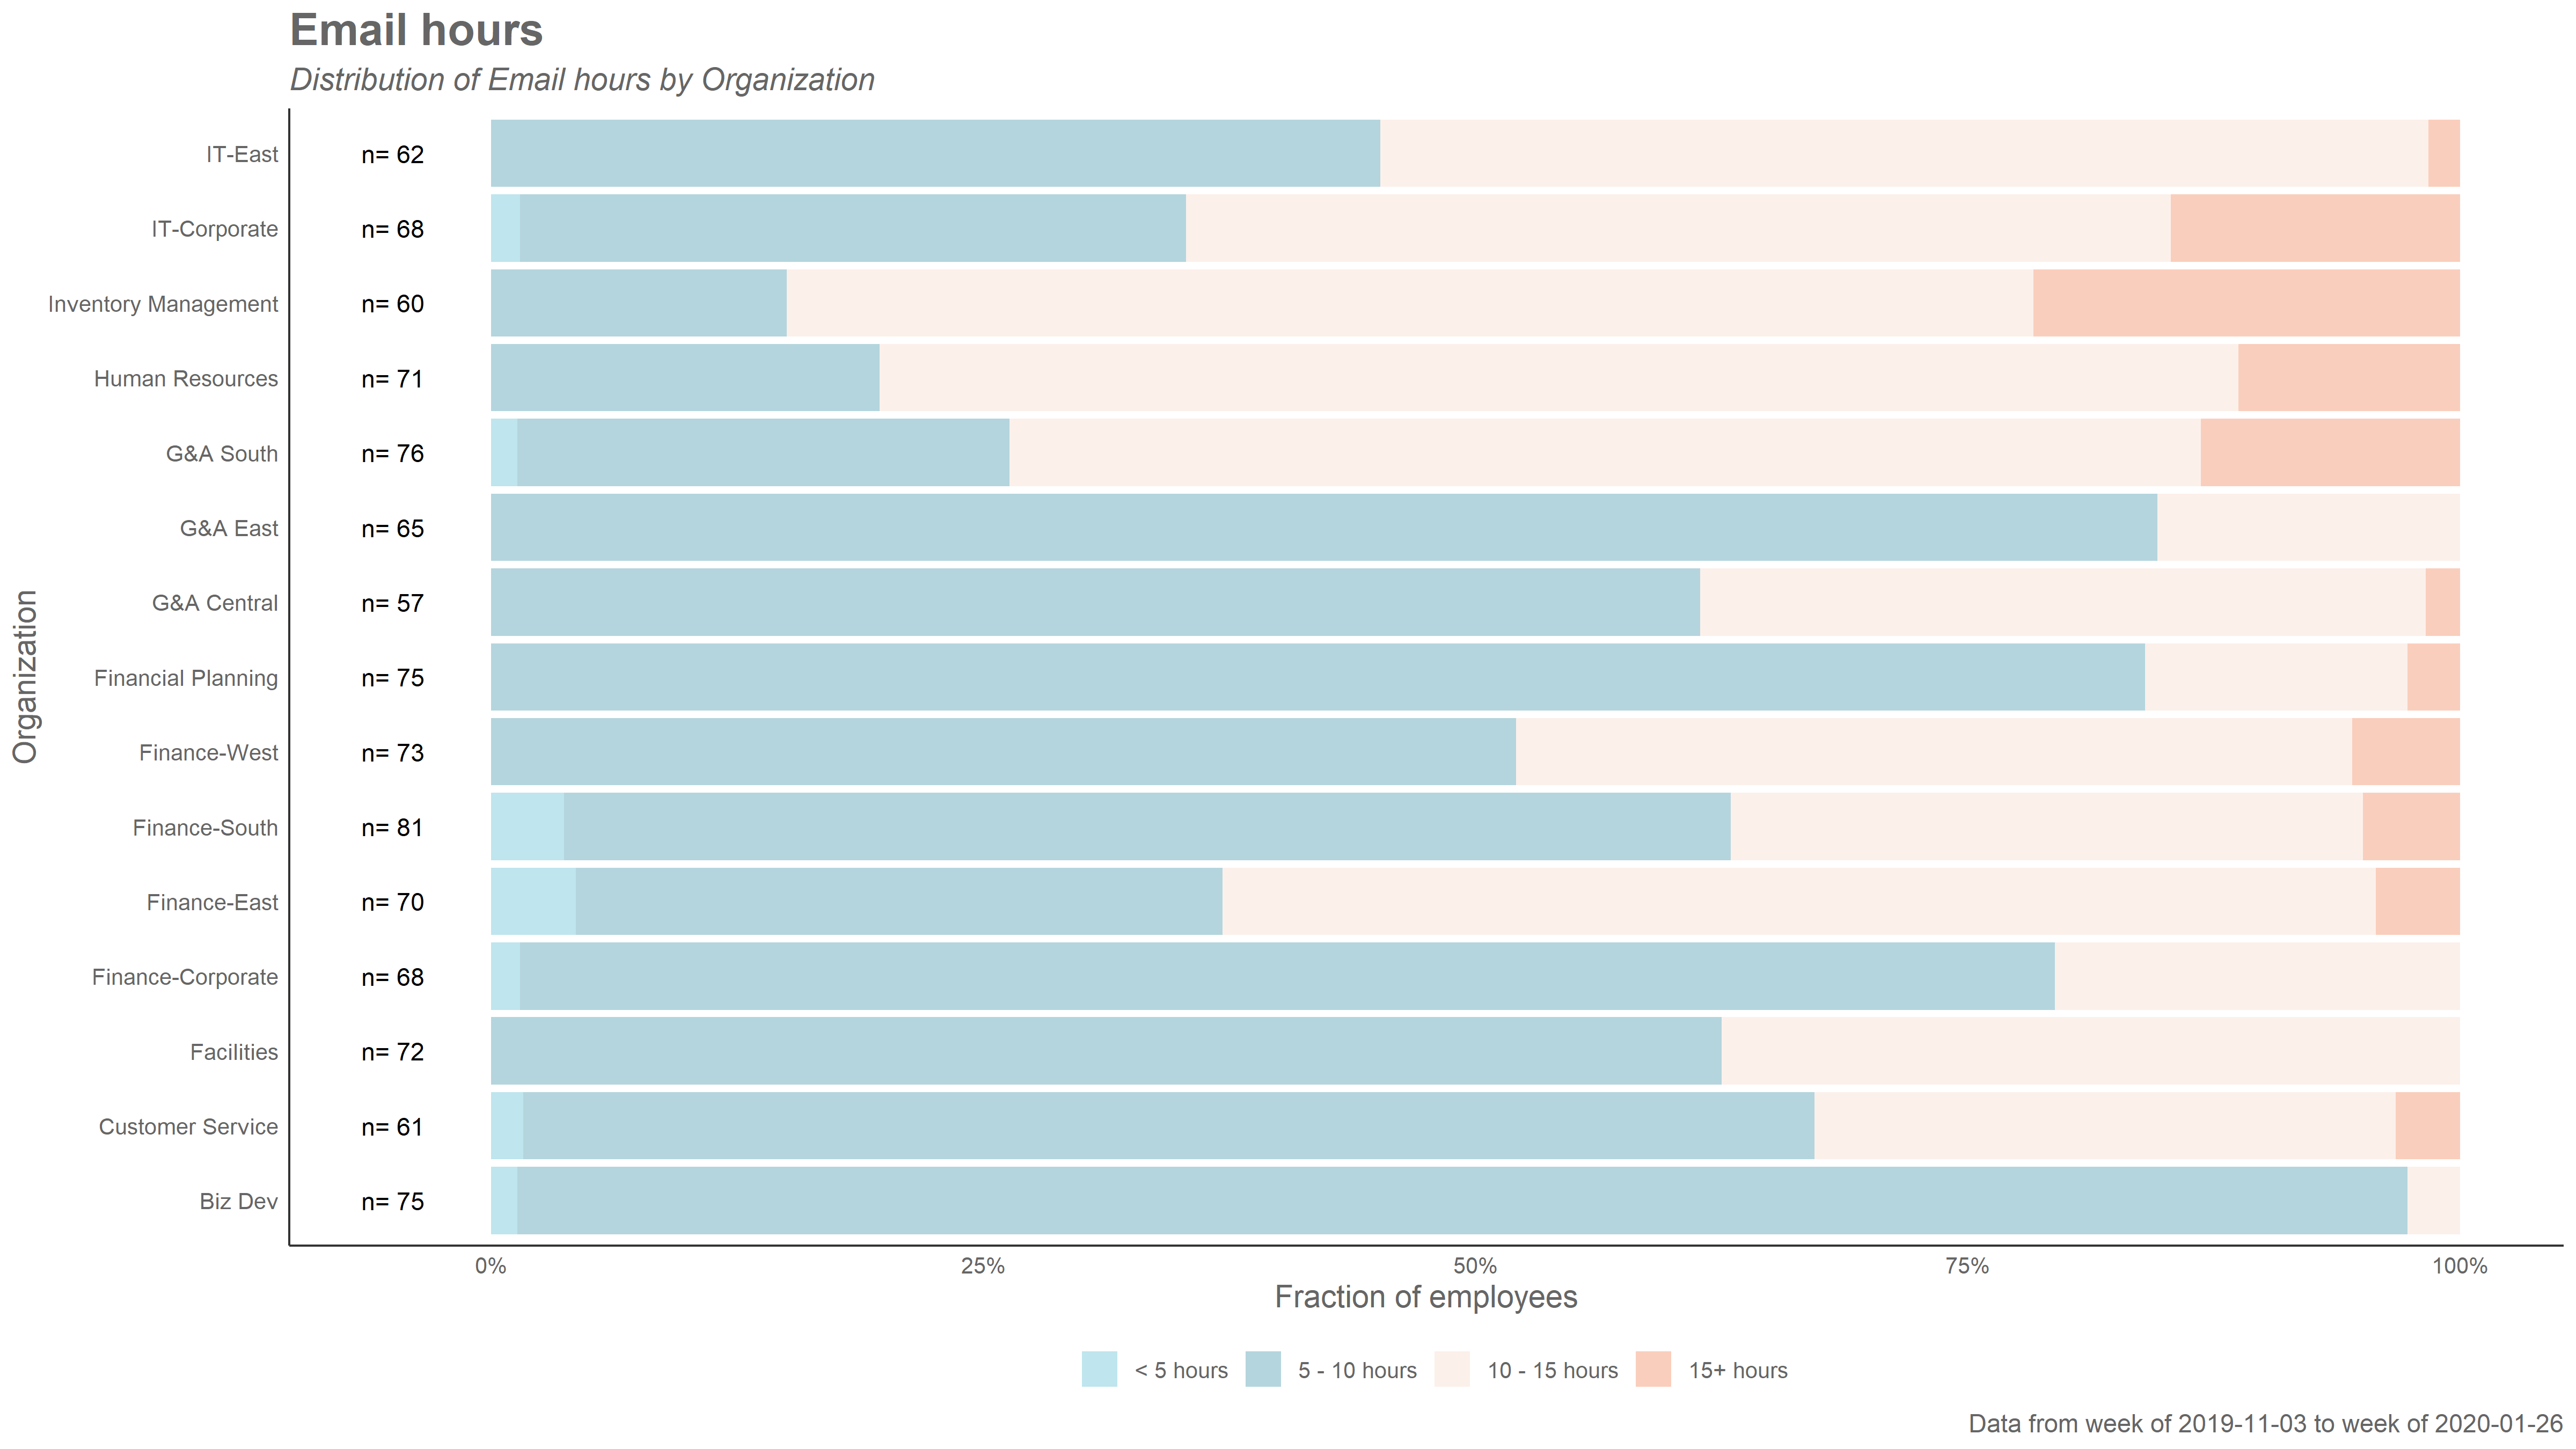 Email hours
Distribution of Email hours by Organization
Organization
IT-East n= 62
IT-Corporate n= 68
Inventory Management n= 60
Human Resources n= 71
G&A South n= 76
G&A East n= 65
G&A Central n= 57
Financial Planning n= 75
Finance-West n= 73
Finance-South n= 81
Finance-East n= 70
Finance-Corporate n= 68
Facilities n= 72
Customer Service n= 61
Biz Dev n= 75
0% 25% 50% 75% 100%
Fraction of employees
< 5 hours 5 - 10 hours 10 - 15 hours 15+ hours
Data from week of 2019-11-03 to week of 2020-01-26